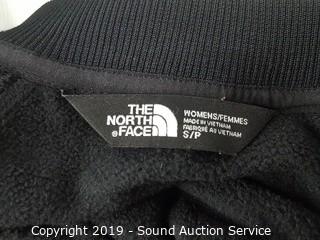 THE
NORTH
FACE
WOMENS/FEMMES
MADE IN VIETNAM
FABRIQUÉ AU VIETNAM
S/P
Copyright 2019 - Sound Auction Service